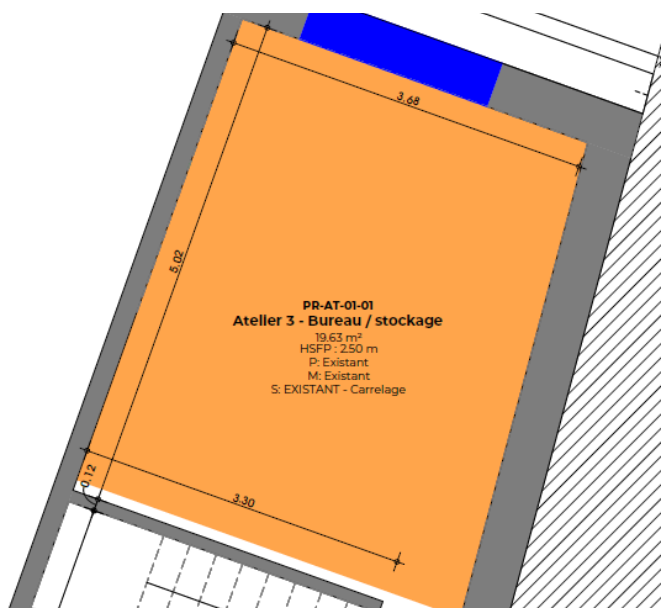 3.68
5.02
PR-AT-01-01
Atelier 3 - Bureau / stockage
19.63 m²
HSFP : 2.50 m
P: Existant
M: Existant
S: EXISTANT - Carrelage
0.12
3.30